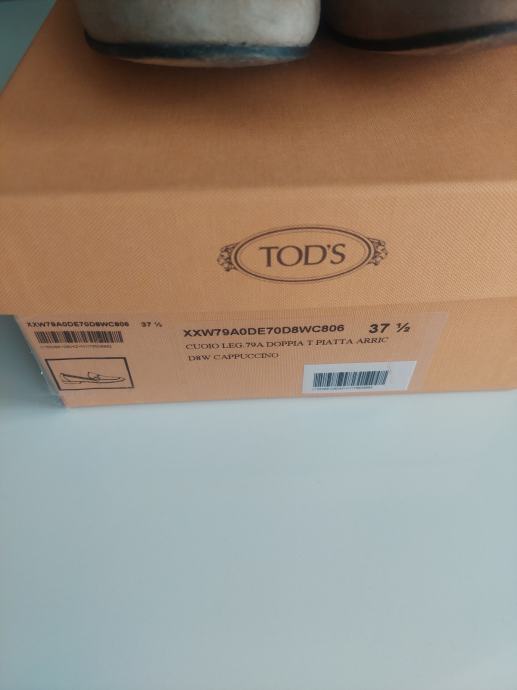 TOD'S
XXW79A0DE70D8WC806 37 ½
XXW79A0DE70D8WC806 37 ½
CUOIO LEG.79A DOPPIA T PIATTA ARRIC
D8W CAPPUCCINO